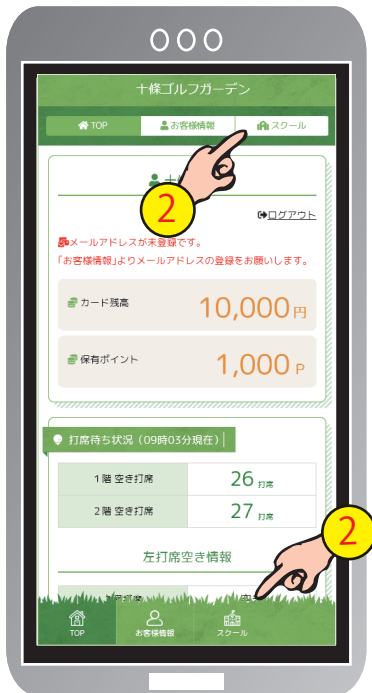 十條ゴルフガーデン
TOP
お客様情報
スクール
2
ログアウト
メールアドレスが未登録です。
「お客様情報」よりメールアドレスの登録をお願いします。
カード残高
10,000円
保有ポイント
1,000 P
打席待ち状況（09時03分現在）
1階 空き打席
26 打席
2階 空き打席
27 打席
2
左打席空き情報
TOP
お客様情報
スクール